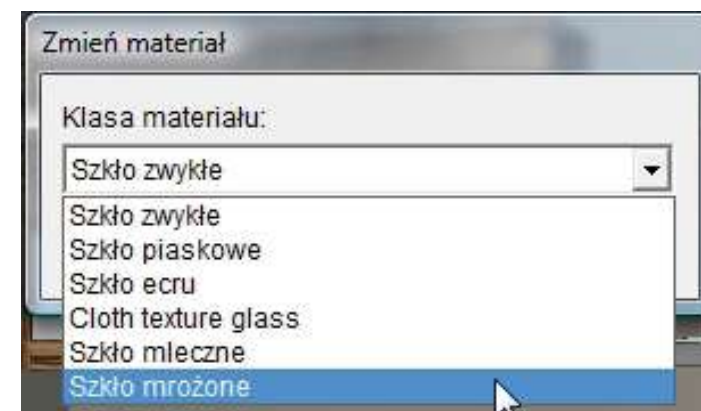 Zmień materiał
Klasa materiału:
Szkło zwykłe
Szkło zwykłe
Szkło piaskowe
Szkło ecru
Cloth texture glass
Szkło mleczne
Szkło mrożone